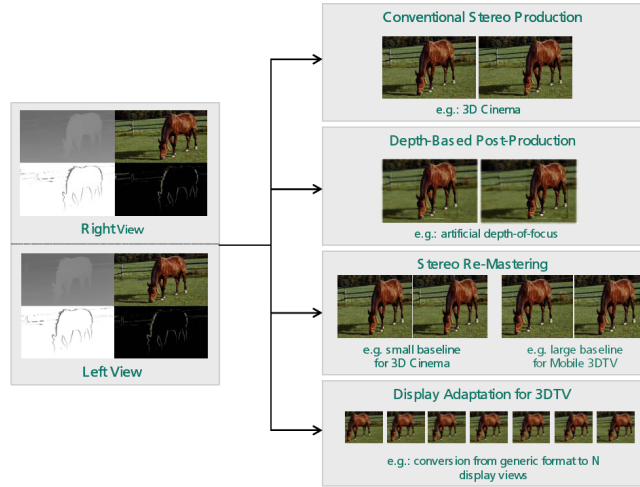 Right View
Left View
Conventional Stereo Production
e.g.: 3D Cinema
Depth-Based Post-Production
e.g.: artificial depth-of-focus
Stereo Re-Mastering
e.g. small baseline
for 3D Cinema
e.g. large baseline
for Mobile 3DTV
Display Adaptation for 3DTV
e.g.: conversion from generic format to N
display views